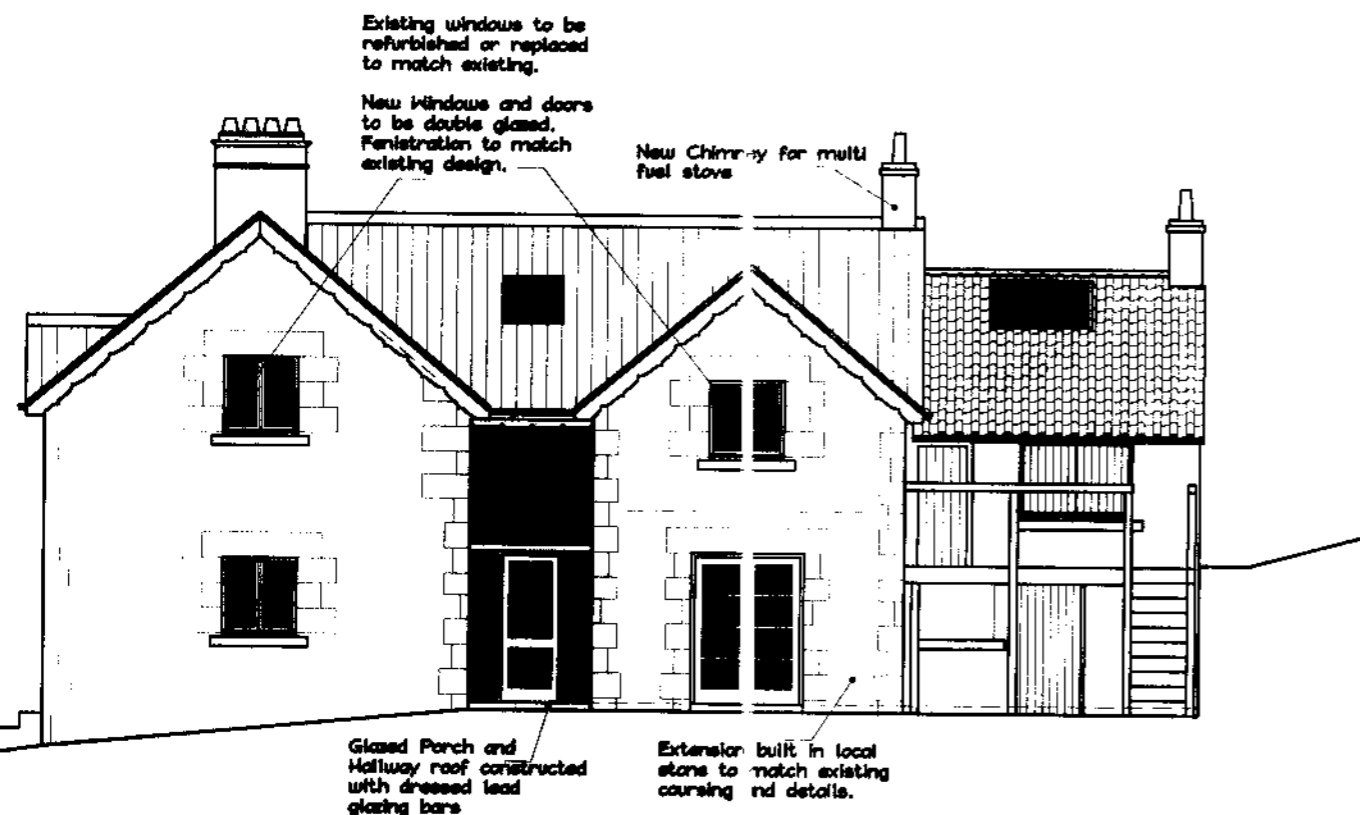 Existing windows to be
refurbished or replaced
to match existing.
New Windows and doors
to be double glazed.
Fenistration to match
existing design.
New Chimney for multi
fuel stove
Glazed Porch and
Hallway roof constructed
with dressed lead
glazing bars
Extension built in local
stone to match existing
coursing and details.